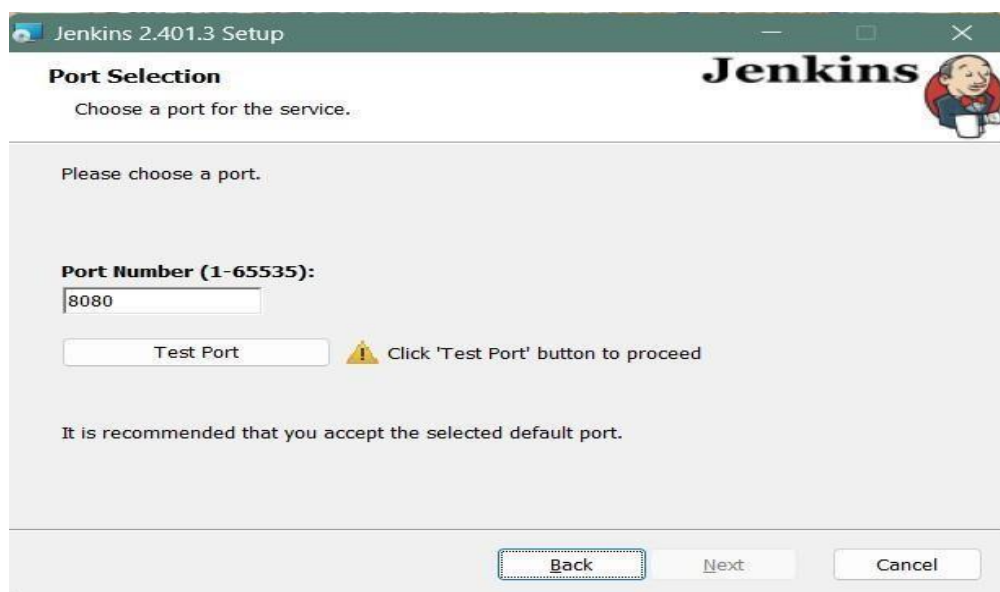 Jenkins 2.401.3 Setup
Port Selection
Jenkins
Choose a port for the service.
Please choose a port.
Port Number (1-65535):
8080
Test Port
Click 'Test Port' button to proceed
It is recommended that you accept the selected default port.
Back
Next
Cancel